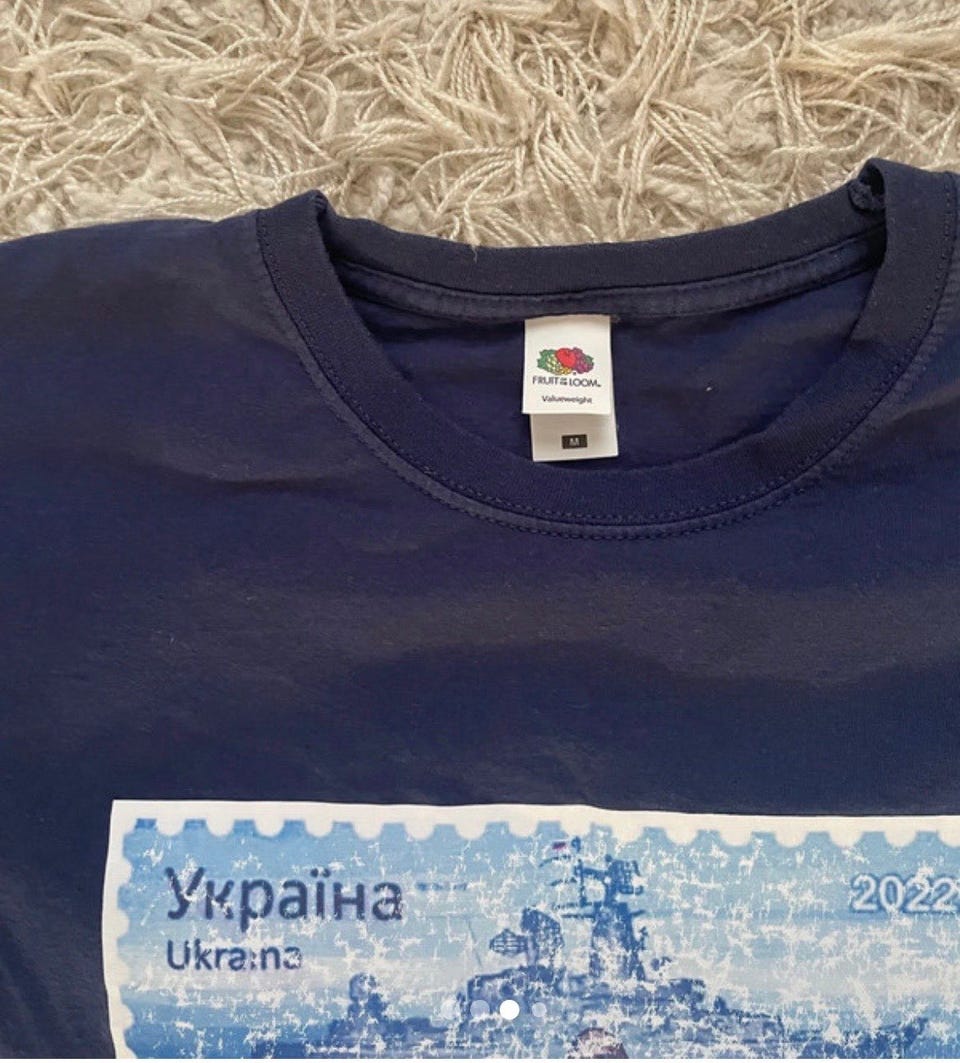 FRUIT OF THE LOOM
Valueweight
M
Україна
2022
Ukraina